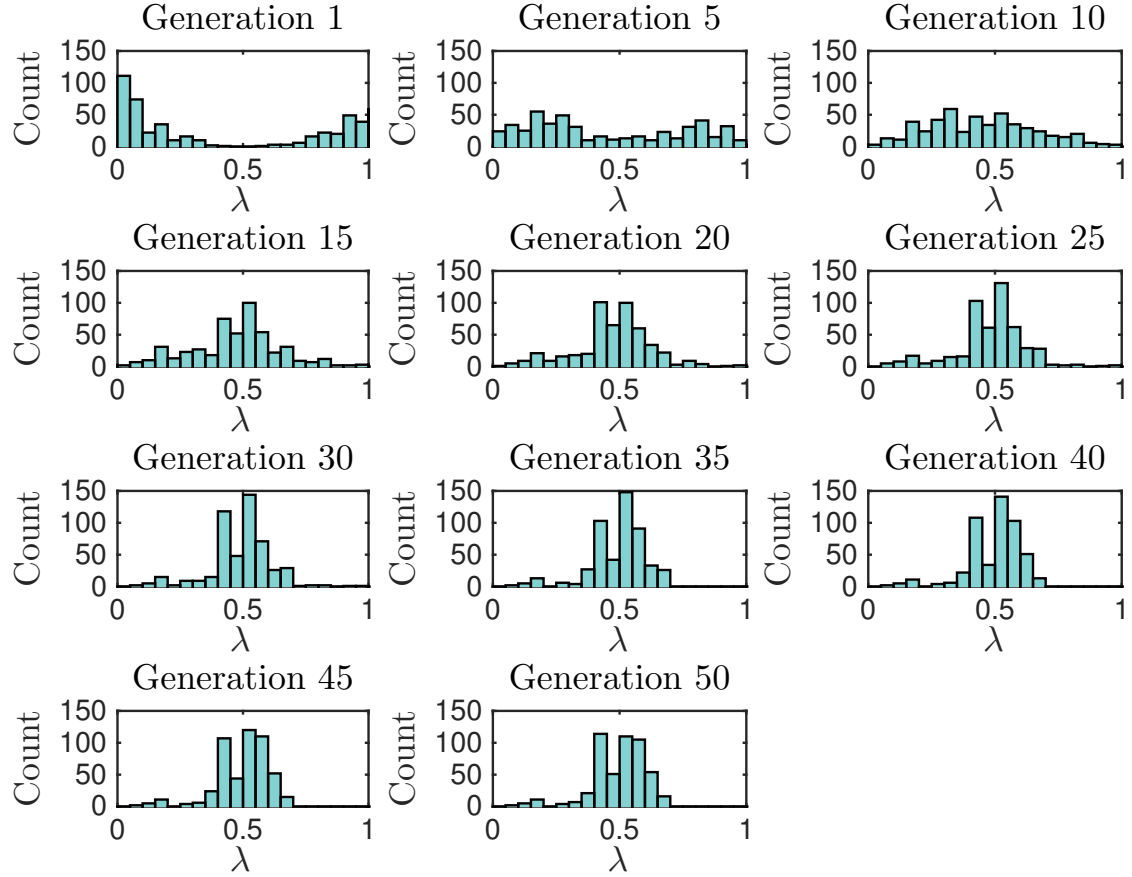 Generation 1 Generation 5 Generation 10
150 150 150
100 100 100
50 50 50
0 0 0
Count Count Count
0 0.5 1 0 0.5 1 0 0.5 1
λ λ λ
Generation 15 Generation 20 Generation 25
150 150 150
100 100 100
50 50 50
0 0 0
Count Count Count
0 0.5 1 0 0.5 1 0 0.5 1
λ λ λ
Generation 30 Generation 35 Generation 40
150 150 150
100 100 100
50 50 50
0 0 0
Count Count Count
0 0.5 1 0 0.5 1 0 0.5 1
λ λ λ
Generation 45 Generation 50
150 150
100 100
50 50
0 0
Count Count
0 0.5 1 0 0.5 1
λ λ